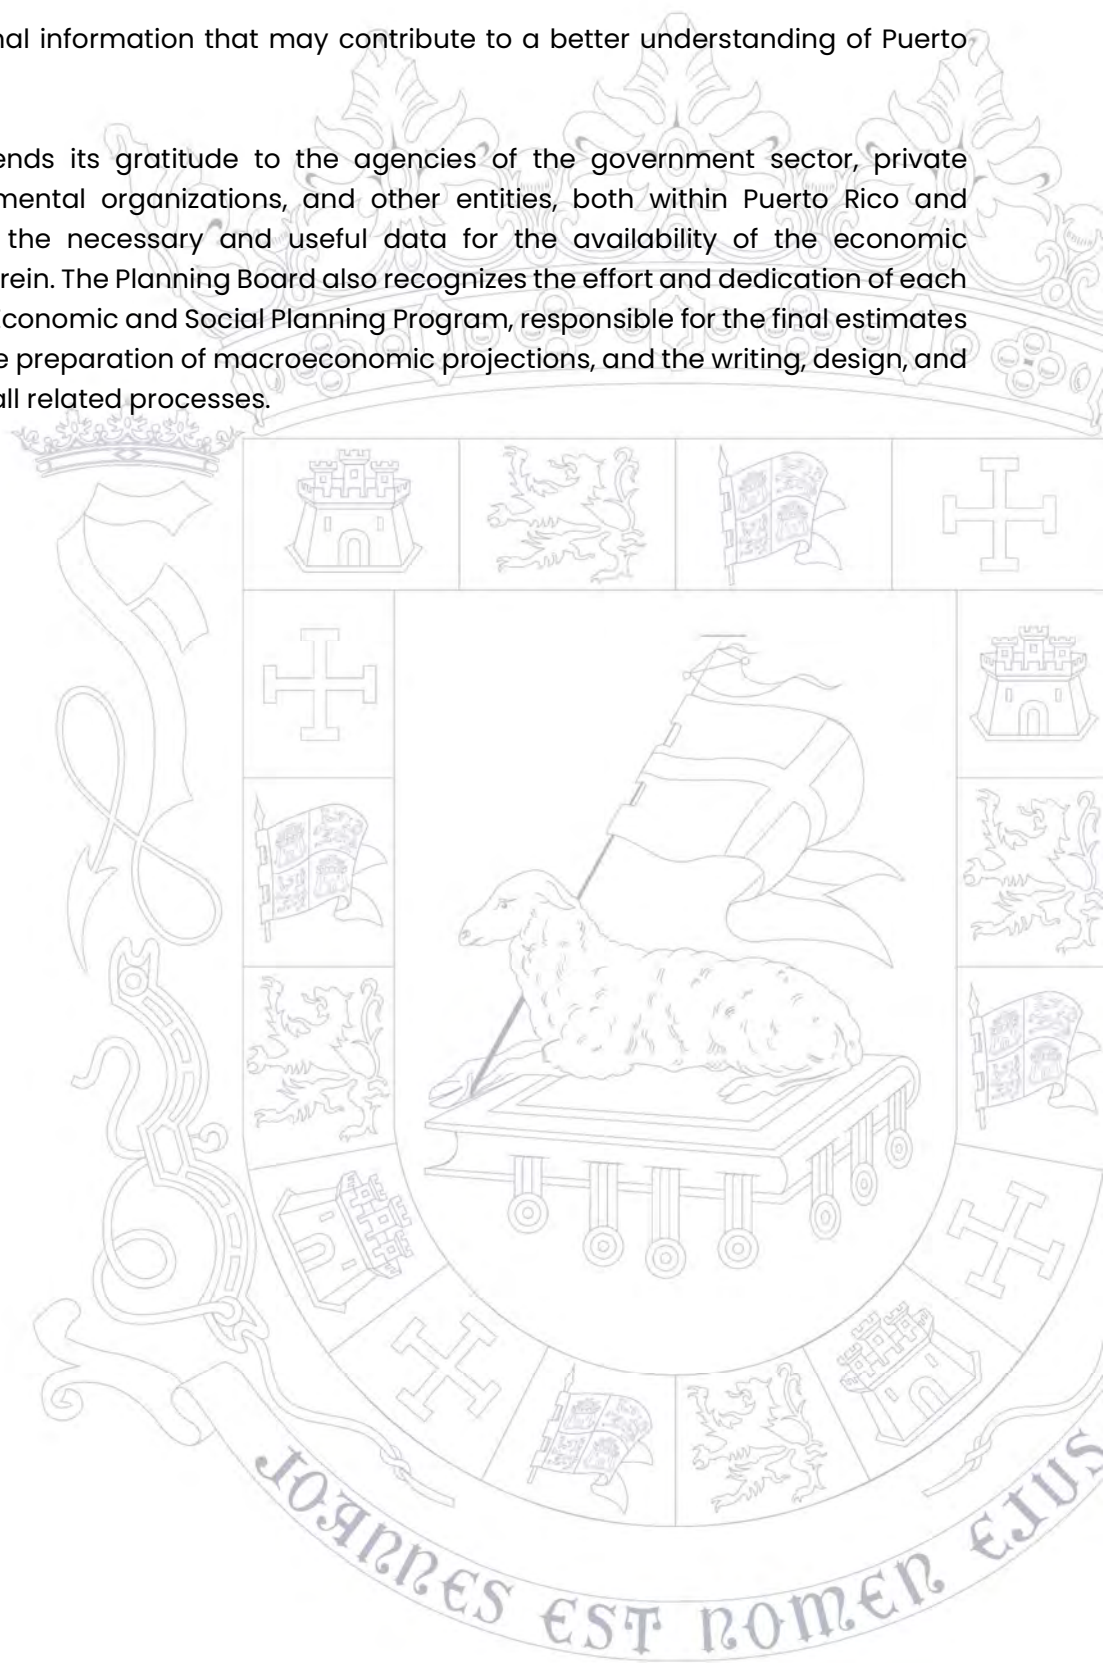 nal information that may contribute to a better understanding of Puerto
ends its gratitude to the agencies of the government sector, private
mental organizations, and other entities, both within Puerto Rico and
the necessary and useful data for the availability of the economic
rein. The Planning Board also recognizes the effort and dedication of each
Economic and Social Planning Program, responsible for the final estimates
e preparation of macroeconomic projections, and the writing, design, and
all related processes.
JOANNES EST NOMEN EJUS